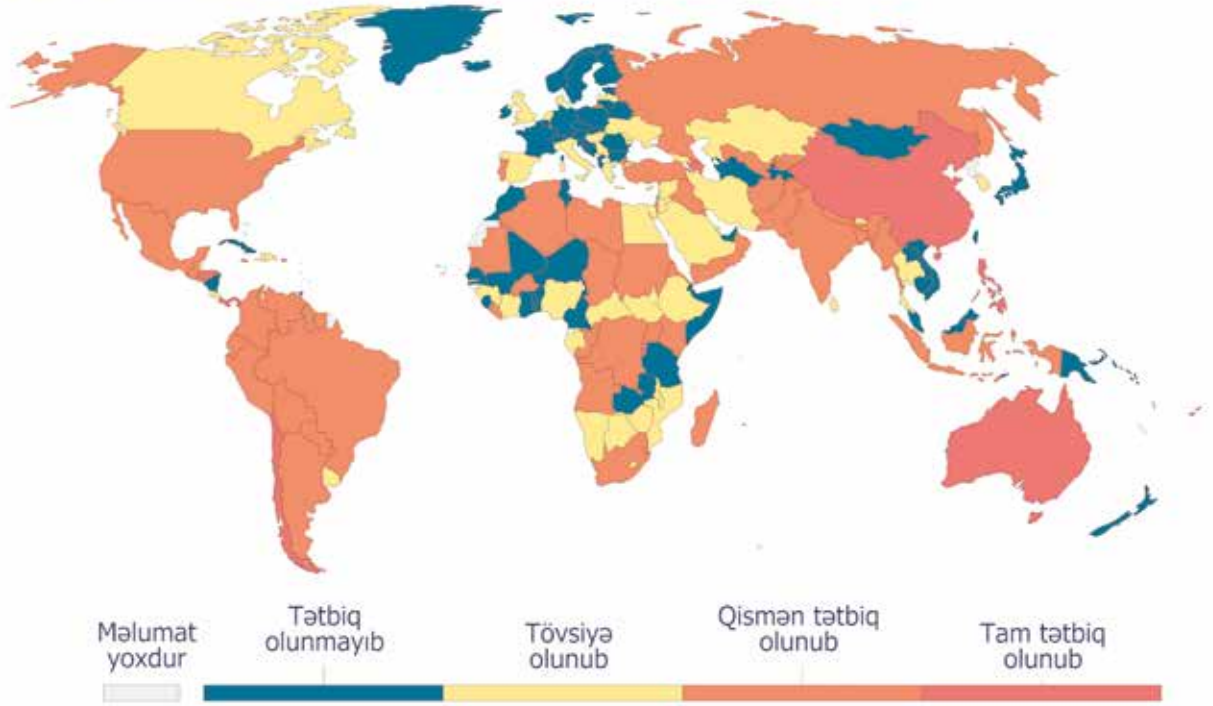 Məlumat
yoxdur
Tətbiq
olunmayıb
Tövsiyə
olunub
Qismən tətbiq
olunub
Tam tətbiq
olunub